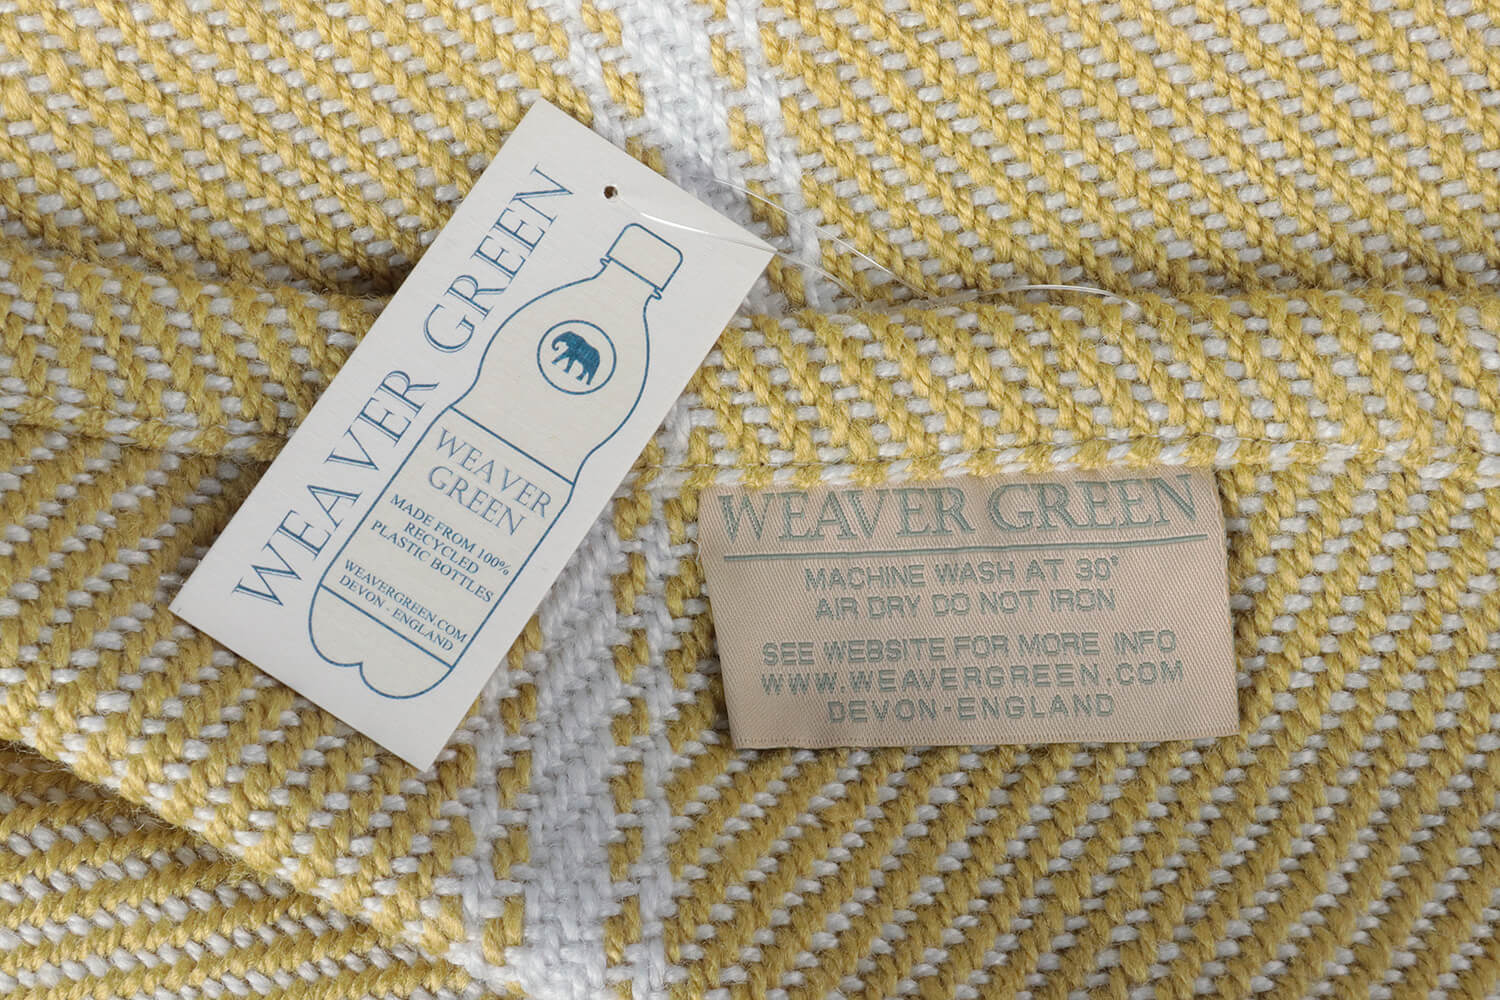 WEAVER GREEN
WEAVER
GREEN
MADE FROM 100%
RECYCLED
PLASTIC BOTTLES
WEAVERGREEN.COM
DEVON - ENGLAND
WEAVER GREEN
MACHINE WASH AT 30°
AIR DRY DO NOT IRON
SEE WEBSITE FOR MORE INFO
WWW.WEAVERGREEN.COM
DEVON-ENGLAND